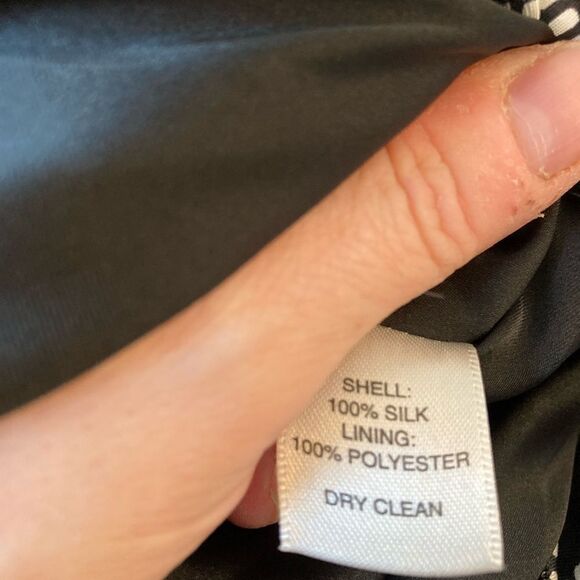 SHELL:
100% SILK
LINING:
100% POLYESTER
DRY CLEAN